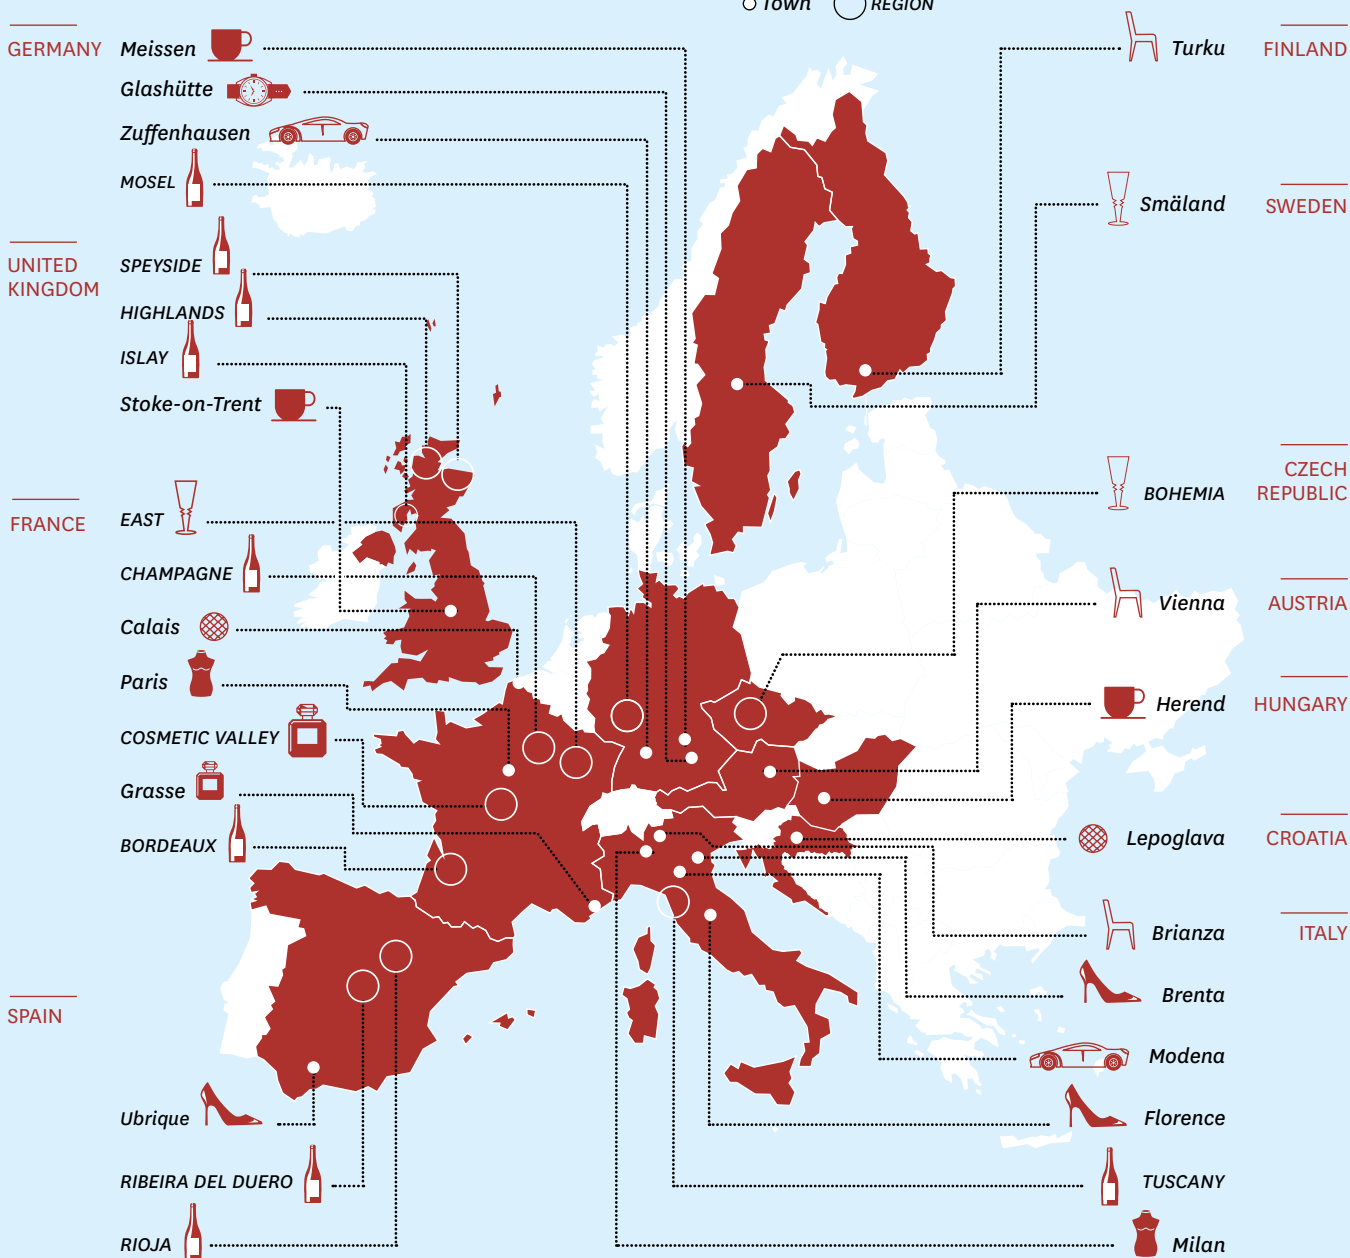 Town REGION
GERMANY
Meissen
Glashütte
Zuffenhausen
MOSEL
UNITED
KINGDOM
SPEYSIDE
HIGHLANDS
ISLAY
Stoke-on-Trent
FRANCE
EAST
CHAMPAGNE
Calais
Paris
COSMETIC VALLEY
Grasse
BORDEAUX
SPAIN
Ubrique
RIBEIRA DEL DUERO
RIOJA
Turku
FINLAND
Smäland
SWEDEN
CZECH
REPUBLIC
BOHEMIA
Vienna
AUSTRIA
Herend
HUNGARY
Lepoglava
CROATIA
Brianza
ITALY
Brenta
Modena
Florence
TUSCANY
Milan